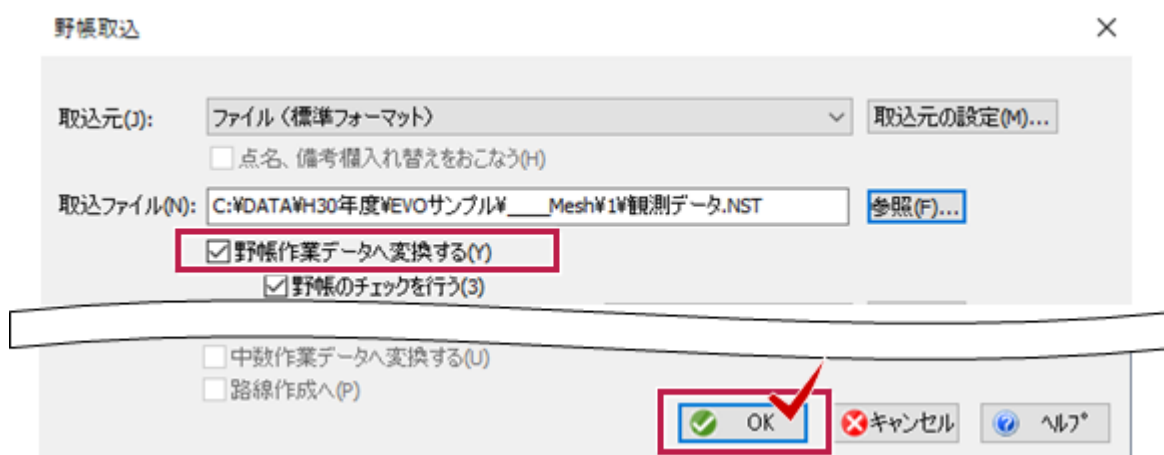 野帳取込
取込元(J): ファイル〈標準フォーマット〉 取込元の設定(M)...
点名、備考欄入れ替えをおこなう(H)
取込ファイル(N): C:¥DATA¥H30年度¥EVOサンプル¥____Mesh¥1¥観測データ.NST 参照(F)...
野帳作業データへ変換する(Y)
野帳のチェックを行う(3)
中数作業データへ変換する(U)
路線作成へ(P)
OK キャンセル ヘルプ